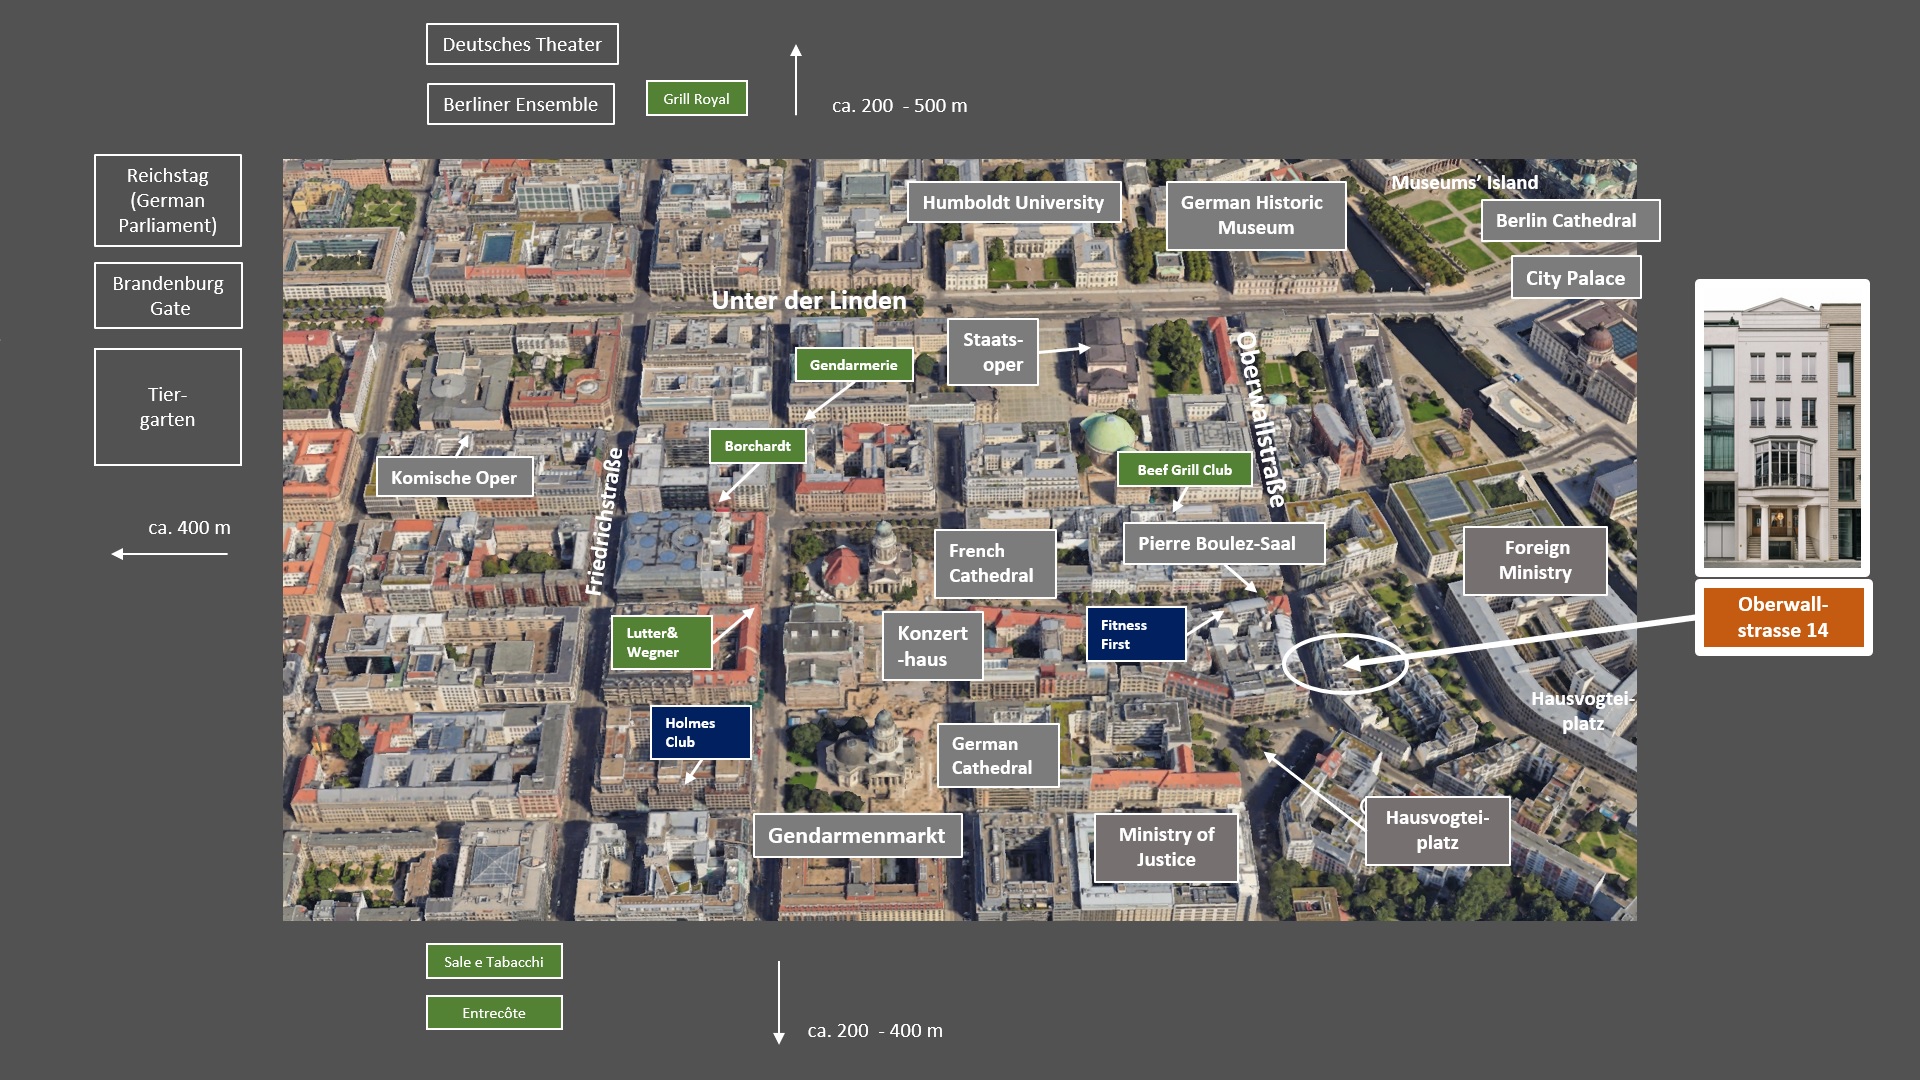 Deutsches Theater
Berliner Ensemble
Grill Royal
ca. 200 - 500 m
Reichstag
(German
Parliament)
Brandenburg
Gate
Tier-
garten
ca. 400 m
Humboldt University
German Historic
Museum
Museums' Island
Berlin Cathedral
City Palace
Unter der Linden
Staats-
oper
Oberwallstraße
Gendarmerie
Borchardt
Komische Oper
Friedrichstraße
Beef Grill Club
Pierre Boulez-Saal
French
Cathedral
Foreign
Ministry
Oberwall-
strasse 14
Lutter&
Wegner
Konzert
-haus
Fitness
First
Hausvogtei-
platz
Holmes
Club
German
Cathedral
Gendarmenmarkt
Ministry of
Justice
Hausvogtei-
platz
Sale e Tabacchi
Entrecôte
ca. 200 - 400 m